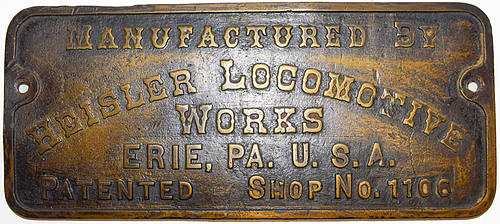 MANUFACTURED BY
HEISLER LOCOMOTIVE
WORKS
ERIE, PA. U. S. A.
PATENTED SHOP NO. 1106